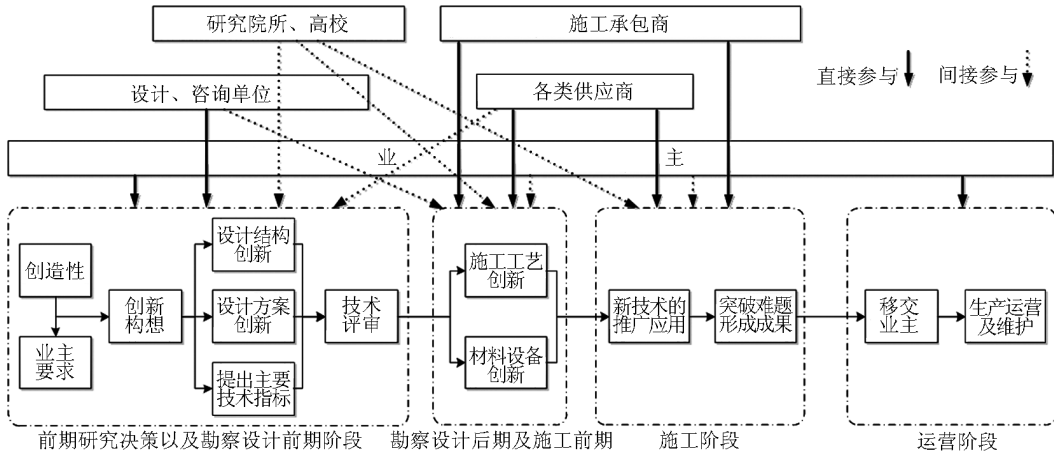 研究院所、高校
施工承包商
直接参与
间接参与
设计、咨询单位
各类供应商
业主
创造性
业主
要求
创新
构想
设计结构
创新
设计方案
创新
提出主要
技术指标
技术
评审
施工工艺
创新
材料设备
创新
新技术的
推广应用
突破难题
形成成果
移交
业主
生产运营
及维护
前期研究决策以及勘察设计前期阶段
勘察设计后期及施工前期
施工阶段
运营阶段